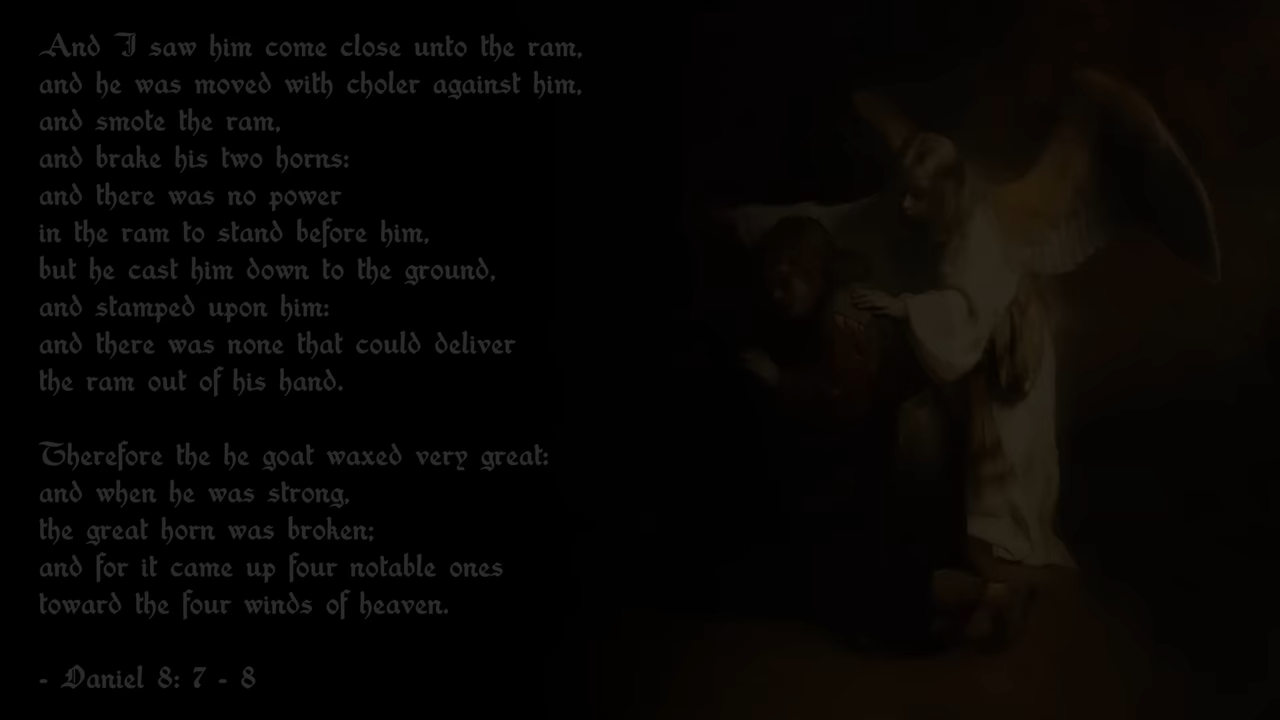 And I saw him come close unto the ram,
and he was moved with choler against him,
and smote the ram,
and brake his two horns:
and there was no power
in the ram to stand before him,
but he cast him down to the ground,
and stamped upon him:
and there was none that could deliver
the ram out of his hand.
Therefore the he goat waxed very great:
and when he was strong,
the great horn was broken;
and for it came up four notable ones
toward the four winds of heaven.
- Daniel 8: 7 - 8